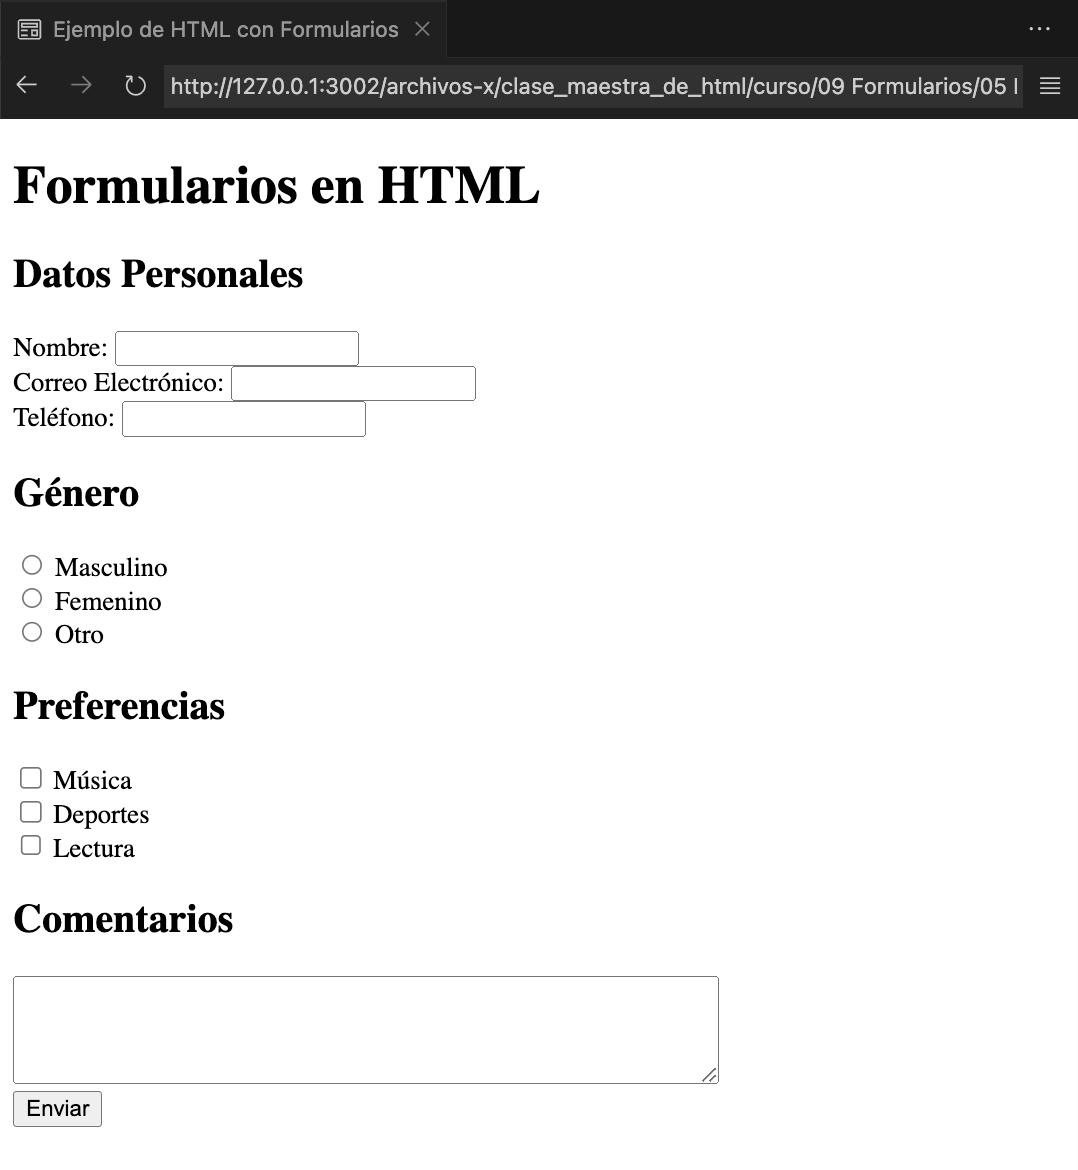 Ejemplo de HTML con Formularios
http://127.0.0.1:3002/archivos-x/clase_maestra_de_html/curso/09 Formularios/05
Formularios en HTML
Datos Personales
Nombre:
Correo Electrónico:
Teléfono:
Género
Masculino
Femenino
Otro
Preferencias
Música
Deportes
Lectura
Comentarios
Enviar